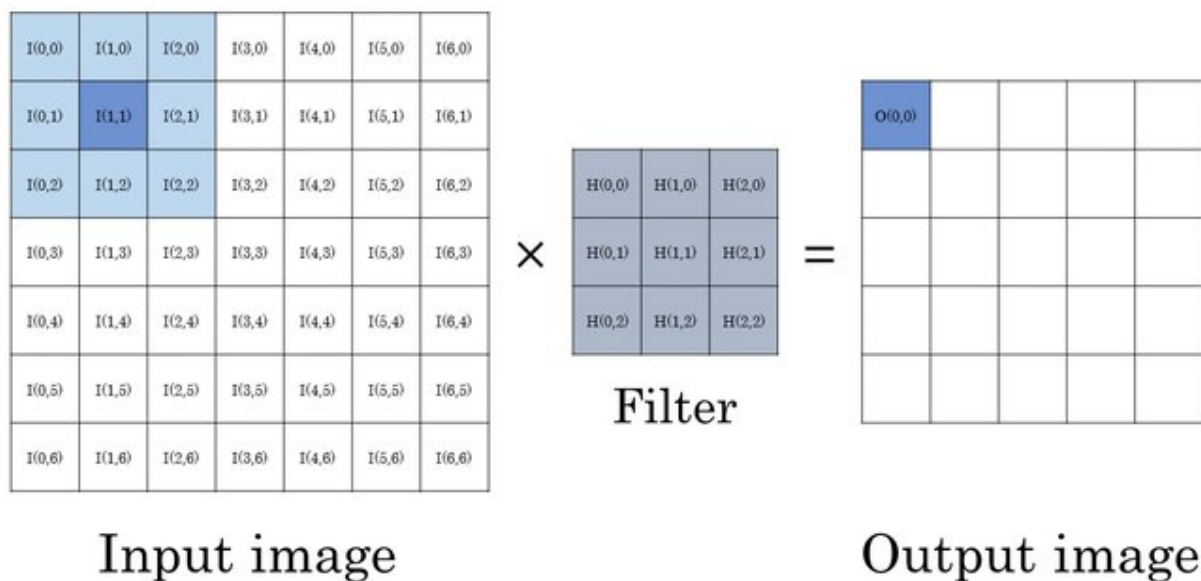 I(0,0) I(1,0) I(2,0) I(3,0) I(4,0) I(5,0) I(6,0)
I(0,1) I(1,1) I(2,1) I(3,1) I(4,1) I(5,1) I(6,1)
I(0,2) I(1,2) I(2,2) I(3,2) I(4,2) I(5,2) I(6,2)
I(0,3) I(1,3) I(2,3) I(3,3) I(4,3) I(5,3) I(6,3)
I(0,4) I(1,4) I(2,4) I(3,4) I(4,4) I(5,4) I(6,4)
I(0,5) I(1,5) I(2,5) I(3,5) I(4,5) I(5,5) I(6,5)
I(0,6) I(1,6) I(2,6) I(3,6) I(4,6) I(5,6) I(6,6)
Input image
×
H(0,0) H(1,0) H(2,0)
H(0,1) H(1,1) H(2,1)
H(0,2) H(1,2) H(2,2)
Filter
=
O(0,0)
Output image